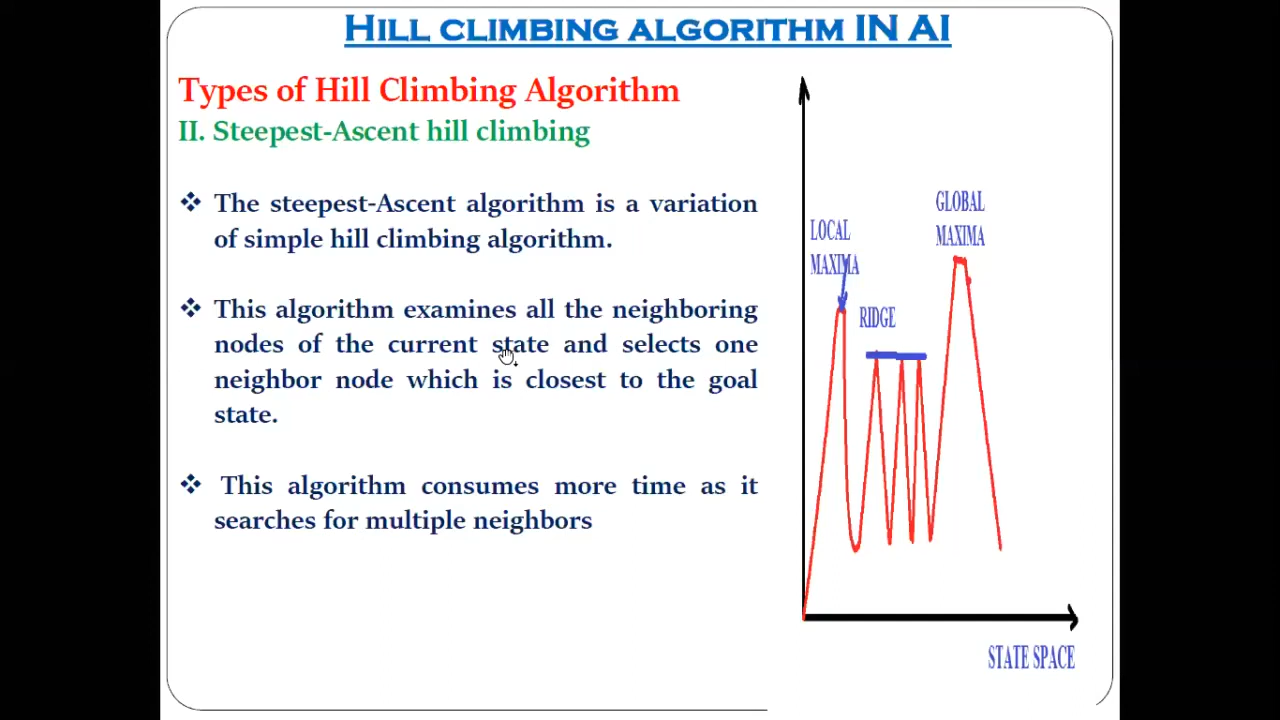 Hill climbing algorithm IN AI
Types of Hill Climbing Algorithm
II. Steepest-Ascent hill climbing
❖ The steepest-Ascent algorithm is a variation
of simple hill climbing algorithm.
❖ This algorithm examines all the neighboring
nodes of the current state and selects one
neighbor node which is closest to the goal
state.
❖ This algorithm consumes more time as it
searches for multiple neighbors
LOCAL
MAXIMA
RIDGE
GLOBAL
MAXIMA
STATE SPACE